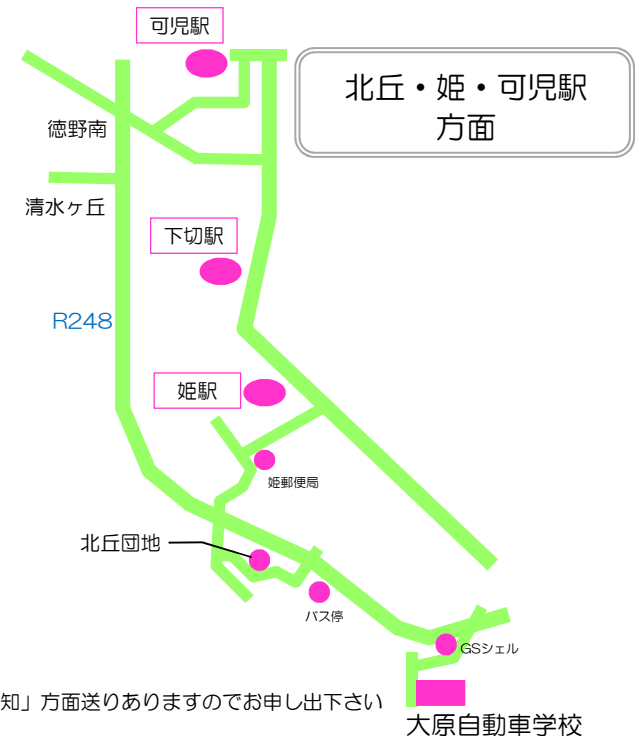 可児駅
北丘・姫・可児駅
方面
徳野南
清水ヶ丘
下切駅
R248
姫駅
姫郵便局
北丘団地
バス停
GSシェル
知」方面送りありますのでお申し出下さい
大原自動車学校